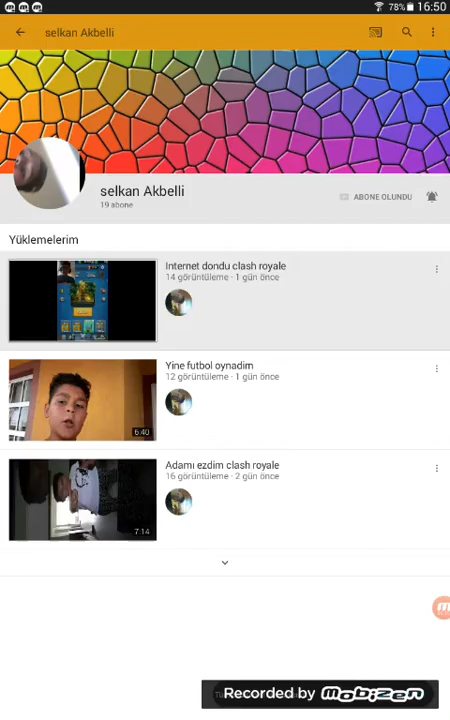 78% 16:50
selkan Akbelli
selkan Akbelli
19 abone
ABONE OLUNDU
Yüklemelerim
Internet dondu clash royale
14 görüntüleme · 1 gün önce
Yine futbol oynadim
12 görüntüleme · 1 gün önce
6:40
Adamı ezdim clash royale
16 görüntüleme · 2 gün önce
7:14
Recorded by Mobizen